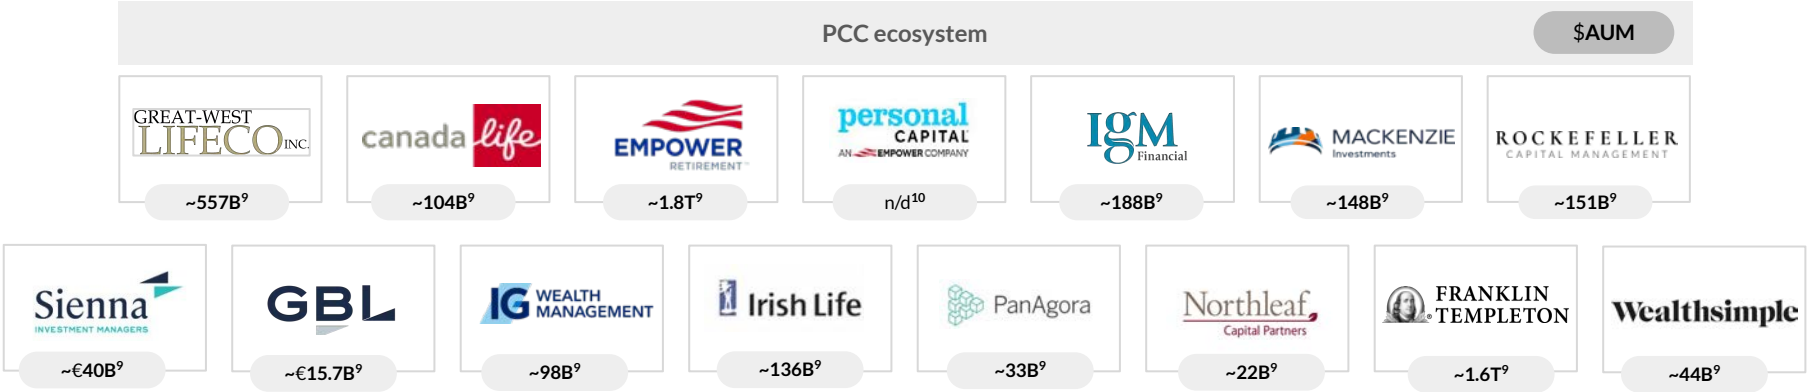 PCC ecosystem
$AUM
GREAT-WEST
LIFECO INC.
canada life
EMPOWER
RETIREMENT™
personal
CAPITAL
AN EMPOWER COMPANY
IGM
Financial
MACKENZIE
Investments
ROCKEFELLER
CAPITAL MANAGEMENT
~557B⁹
~104B⁹
~1.8T⁹
n/d¹⁰
~188B⁹
~148B⁹
~151B⁹
Sienna
INVESTMENT MANAGERS
GBL
IG WEALTH
MANAGEMENT
Irish Life
PanAgora
Northleaf
Capital Partners
FRANKLIN
TEMPLETON
Wealthsimple
~€40B⁹
~€15.7B⁹
~98B⁹
~136B⁹
~33B⁹
~22B⁹
~1.6T⁹
~44B⁹